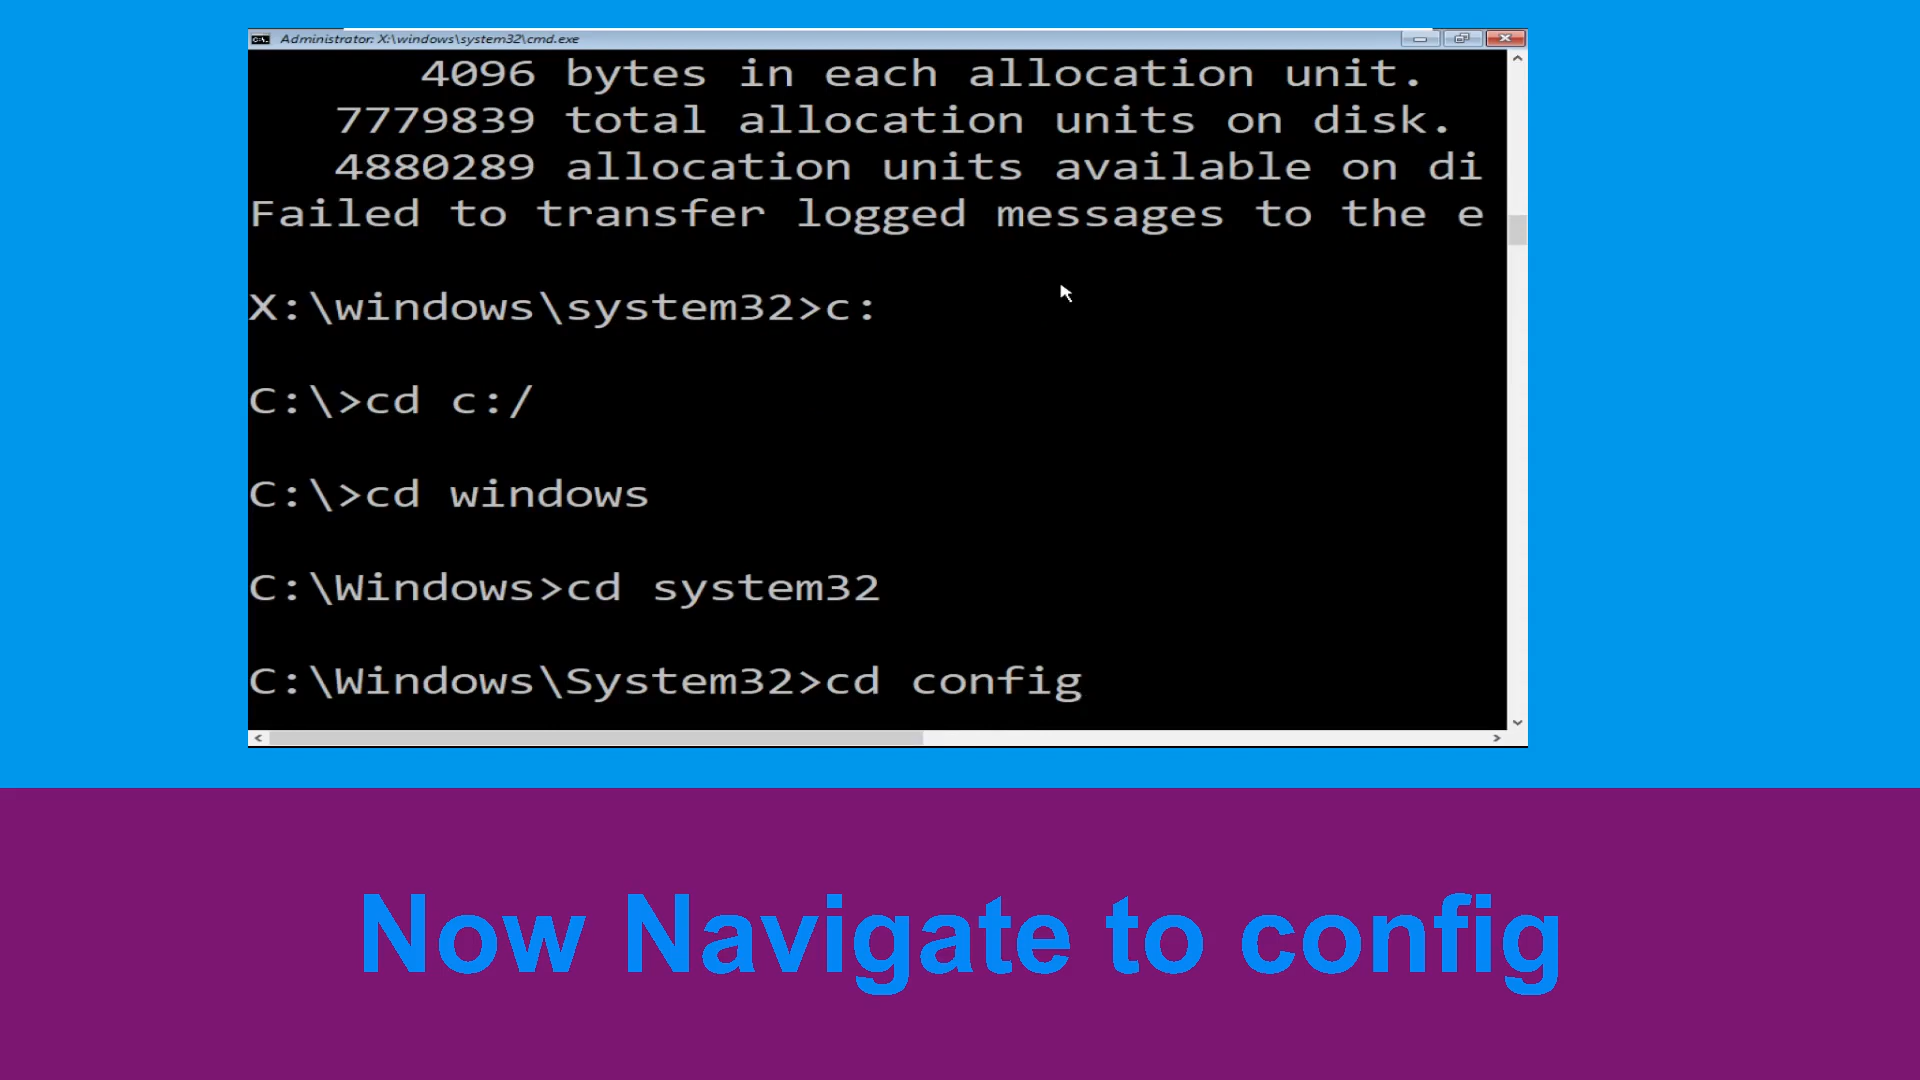 Administrator: X:\windows\system32\cmd.exe
4096 bytes in each allocation unit.
7779839 total allocation units on disk.
4880289 allocation units available on di
Failed to transfer logged messages to the e
X:\windows\system32>c:
C:\>cd c:/
C:\>cd windows
C:\Windows>cd system32
C:\Windows\System32>cd config
Now Navigate to config